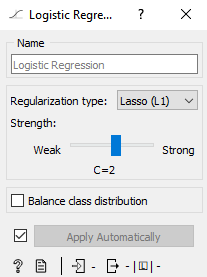 Logistic Regre...
Name
Logistic Regression
Regularization type: Lasso (L1)
Strength:
Weak Strong
C=2
Balance class distribution
Apply Automatically
? - - -